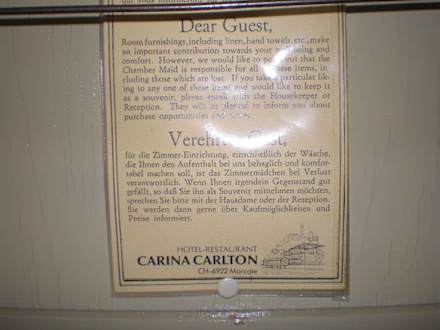 Dear Guest,
Room furnishings, including linen, hand towels, etc., make
an important contribution towards your well-being and
comfort. However, we would like to point out that the
Chamber Maid is responsible for all these items, in-
cluding those which are lost. If you take a particular lik-
ing to any one of these items and would like to keep it
as a souvenir, please speak with the Housekeeper or
Reception. They will be pleased to inform you about
purchase opportunities and
Verehrter Gast,
für die Zimmer-Einrichtung, einschließlich der Wäsche,
die Ihnen den Aufenthalt bei uns behaglich und komfor-
tabel machen soll, ist das Zimmermädchen bei Verlust
verantwortlich. Wenn Ihnen irgendein Gegenstand gut
gefällt, so daß Sie ihn als Souvenir mitnehmen möchten,
sprechen Sie bitte mit der Hausdame oder der Rezeption.
Sie werden dann gerne über Kaufmöglichkeiten und
Preise informiert.
HOTEL-RESTAURANT
CARINA CARLTON
CH-6922 Morcote